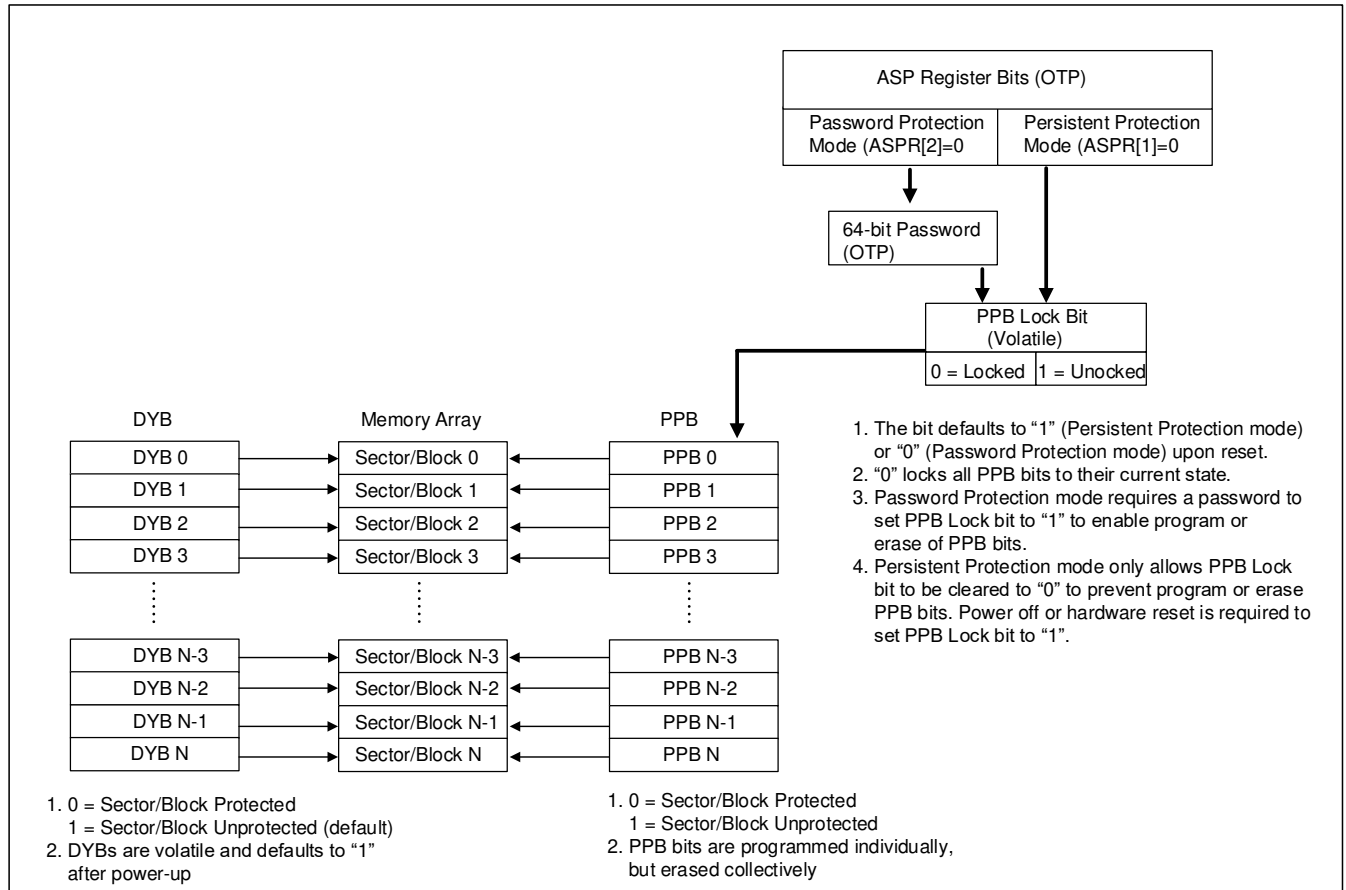 ASP Register Bits (OTP)
Password Protection
Mode (ASPR[2]=0
Persistent Protection
Mode (ASPR[1]=0
64-bit Password
(OTP)
PPB Lock Bit
(Volatile)
0 = Locked
1 = Unocked
1. The bit defaults to “1” (Persistent Protection mode)
or “0” (Password Protection mode) upon reset.
2. “0” locks all PPB bits to their current state.
3. Password Protection mode requires a password to
set PPB Lock bit to “1” to enable program or
erase of PPB bits.
4. Persistent Protection mode only allows PPB Lock
bit to be cleared to “0” to prevent program or erase
PPB bits. Power off or hardware reset is required to
set PPB Lock bit to “1”.
DYB Memory Array PPB
DYB 0 Sector/Block 0 PPB 0
DYB 1 Sector/Block 1 PPB 1
DYB 2 Sector/Block 2 PPB 2
DYB 3 Sector/Block 3 PPB 3
DYB N-3 Sector/Block N-3 PPB N-3
DYB N-2 Sector/Block N-2 PPB N-2
DYB N-1 Sector/Block N-1 PPB N-1
DYB N Sector/Block N PPB N
1. 0 = Sector/Block Protected
1 = Sector/Block Unprotected (default)
2. DYBs are volatile and defaults to “1”
after power-up
1. 0 = Sector/Block Protected
1 = Sector/Block Unprotected
2. PPB bits are programmed individually,
but erased collectively